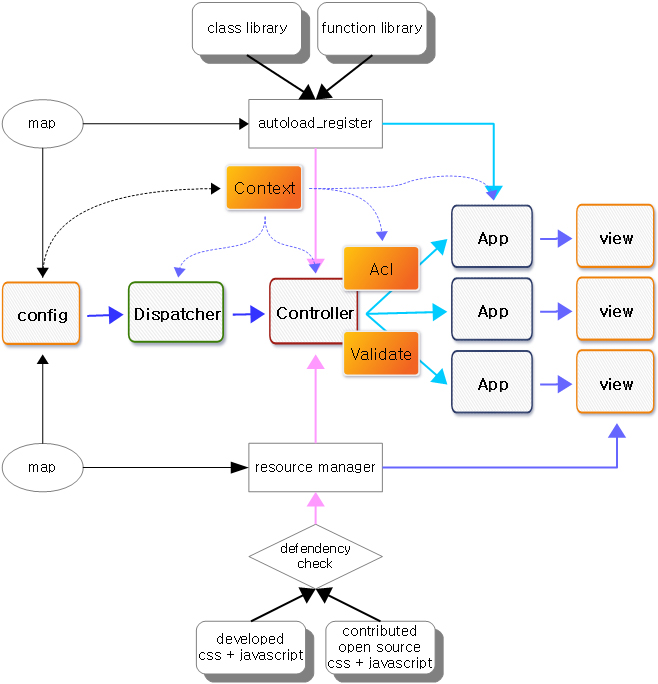 class library
function library
map
autoload_register
Context
App
view
Acl
config
Dispatcher
Controller
App
view
Validate
App
view
map
resource manager
defendency
check
developed
css + javascript
contributed
open source
css + javascript